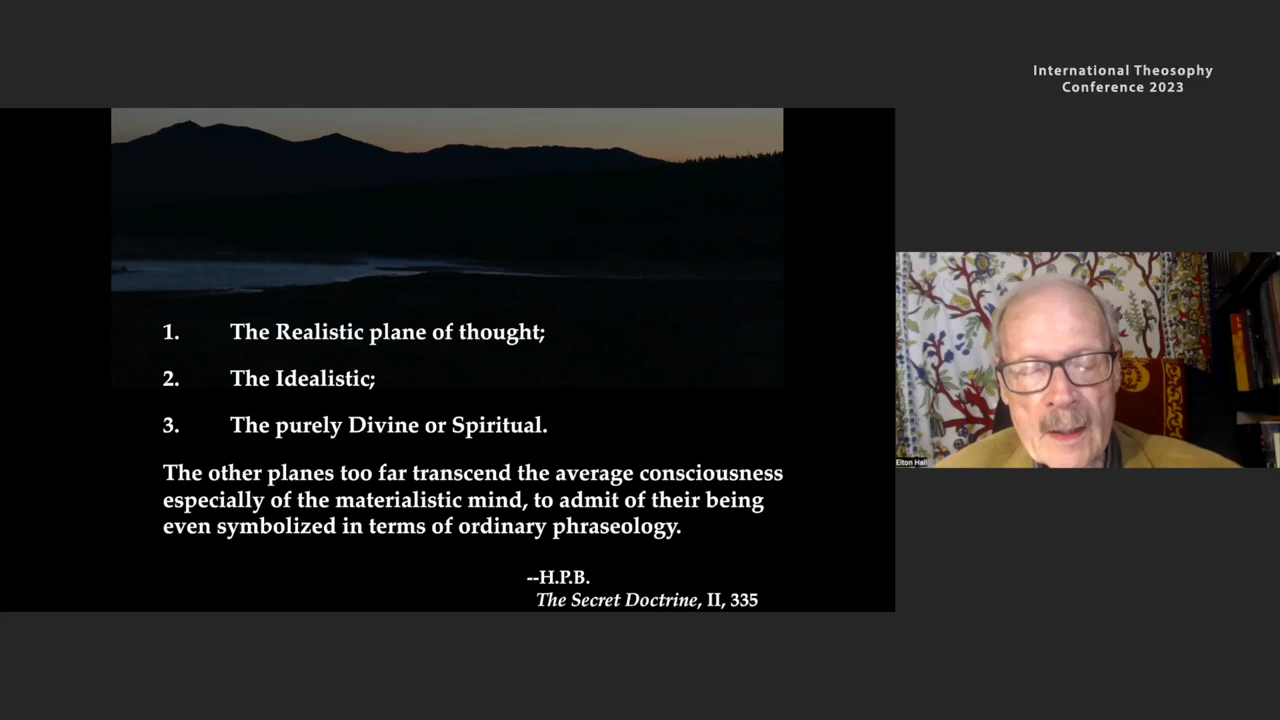 International Theosophy
Conference 2023
1. The Realistic plane of thought;
2. The Idealistic;
3. The purely Divine or Spiritual.
The other planes too far transcend the average consciousness
especially of the materialistic mind, to admit of their being
even symbolized in terms of ordinary phraseology.
--H.P.B.
The Secret Doctrine, II, 335
Elton Hall